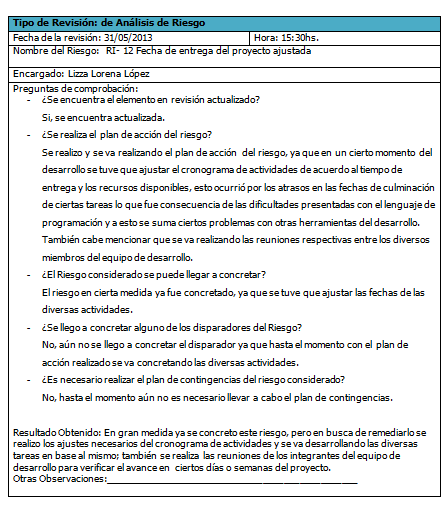 Tipo de Revisión: de Análisis de Riesgo
Fecha de la revisión: 31/05/2013 Hora: 15:30hs.
Nombre del Riesgo: RI- 12 Fecha de entrega del proyecto ajustada
Encargado: Lizza Lorena López
Preguntas de comprobación:
- ¿Se encuentra el elemento en revisión actualizado?
Si, se encuentra actualizada.
- ¿Se realiza el plan de acción del riesgo?
Se realizo y se va realizando el plan de acción del riesgo, ya que en un cierto momento del
desarrollo se tuve que ajustar el cronograma de actividades de acuerdo al tiempo de
entrega y los recursos disponibles, esto ocurrió por los atrasos en las fechas de culminación
de ciertas tareas lo que fue consecuencia de las dificultades presentadas con el lenguaje de
programación y a esto se suma ciertos problemas con otras herramientas del desarrollo.
También cabe mencionar que se va realizando las reuniones respectivas entre los diversos
miembros del equipo de desarrollo.
- ¿El Riesgo considerado se puede llegar a concretar?
El riesgo en cierta medida ya fue concretado, ya que se tuve que ajustar las fechas de las
diversas actividades.
- ¿Se llego a concretar alguno de los disparadores del Riesgo?
No, aún no se llego a concretar el disparador ya que hasta el momento con el plan de
acción realizado se va concretando las diversas actividades.
- ¿Es necesario realizar el plan de contingencias del riesgo considerado?
No, hasta el momento aún no es necesario llevar a cabo el plan de contingencias.
Resultado Obtenido: En gran medida ya se concreto este riesgo, pero en busca de remediarlo se
realizo los ajustes necesarios del cronograma de actividades y se va desarrollando las diversas
tareas en base al mismo; también se realiza las reuniones de los integrantes del equipo de
desarrollo para verificar el avance en ciertos días o semanas del proyecto.
Otras Observaciones:____________________